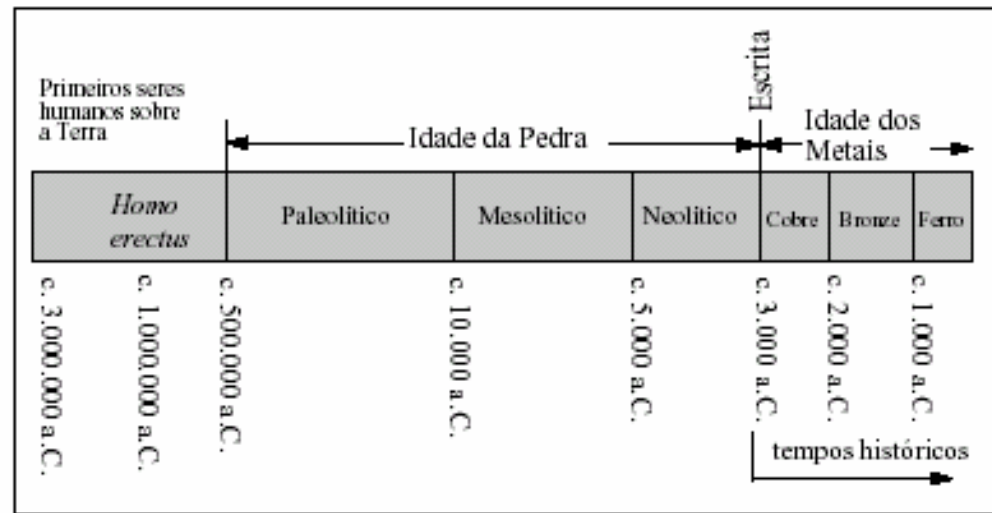 Primeiros seres
humanos sobre
a Terra
Idade da Pedra
Escrita
Idade dos
Metais
Homo
erectus
Paleolítico
Mesolítico
Neolítico
Cobre
Bronze
Ferro
c. 3.000.000 a.C.
c. 1.000.000 a.C.
c. 500.000 a.C.
c. 10.000 a.C.
c. 5.000 a.C.
c. 3.000 a.C.
c. 2.000 a.C.
c. 1.000 a.C.
tempos históricos